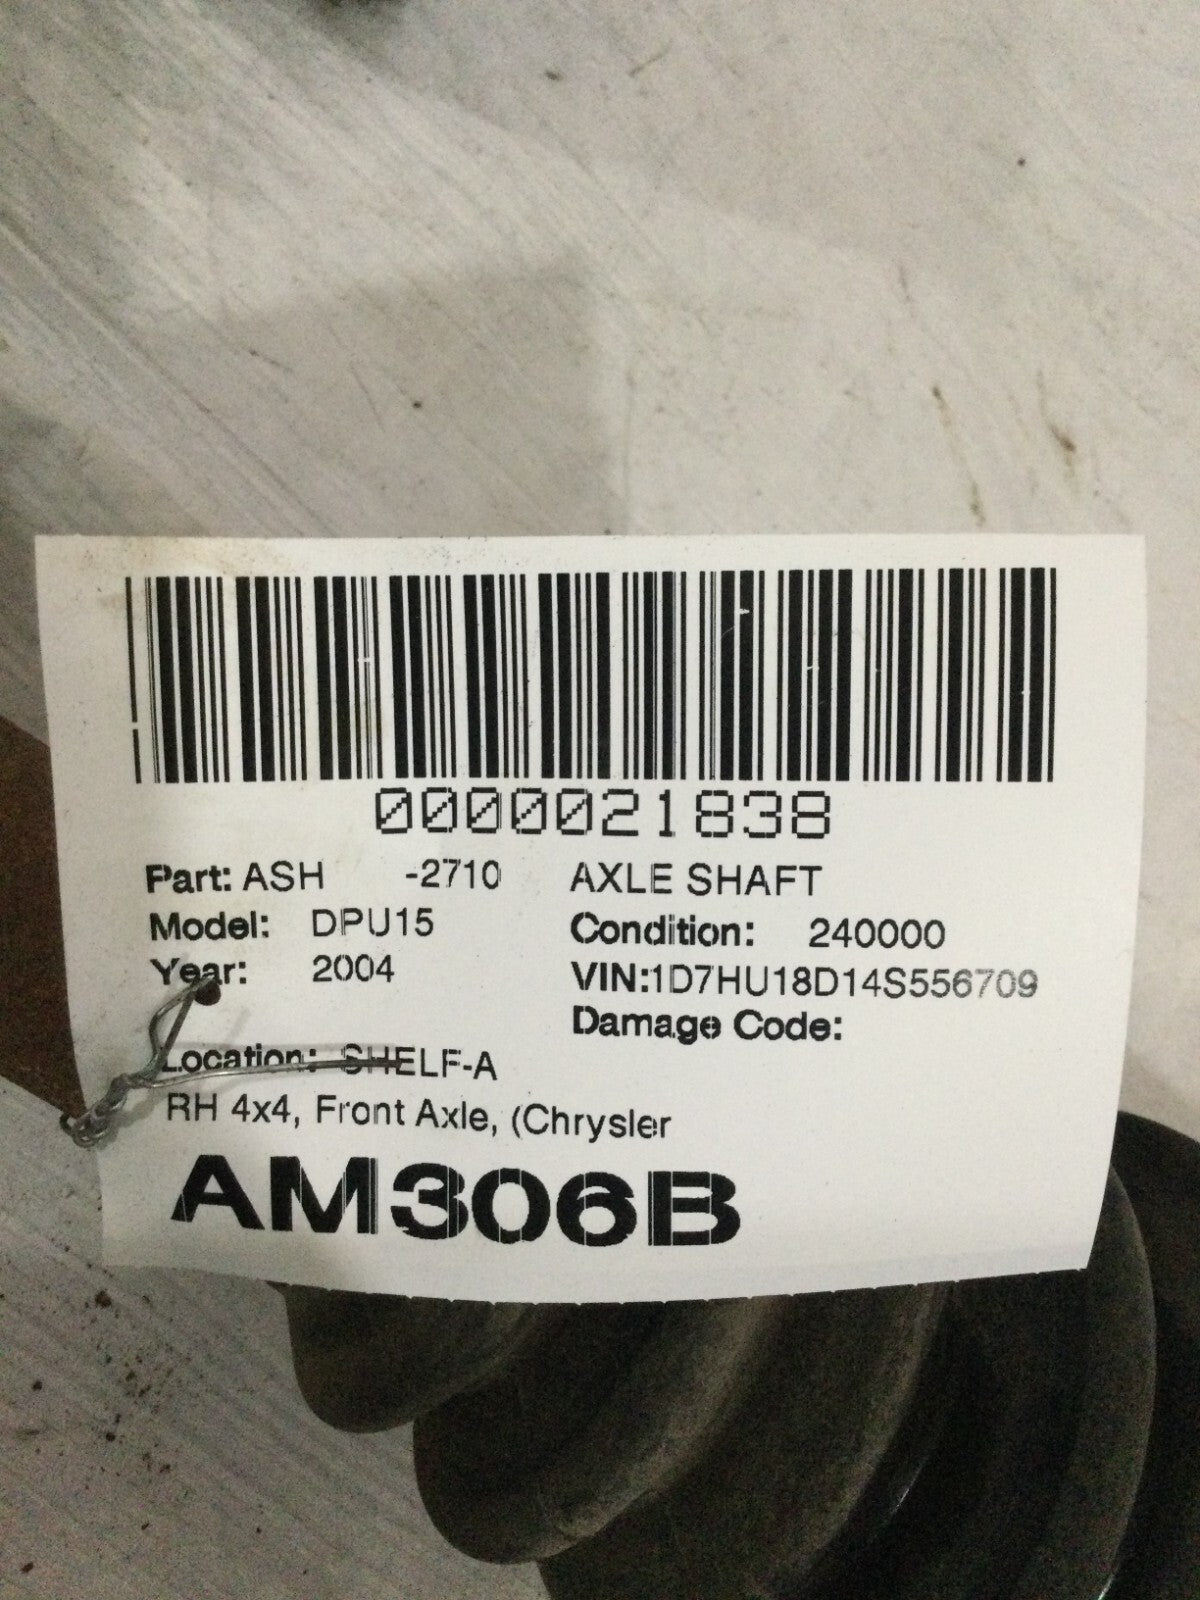 0000021838
Part: ASH -2710 AXLE SHAFT
Model: DPU15 Condition: 240000
Year: 2004 VIN:1D7HU18D14S556709
Damage Code:
Location: SHELF-A
RH 4x4, Front Axle, (Chrysler
AM306B